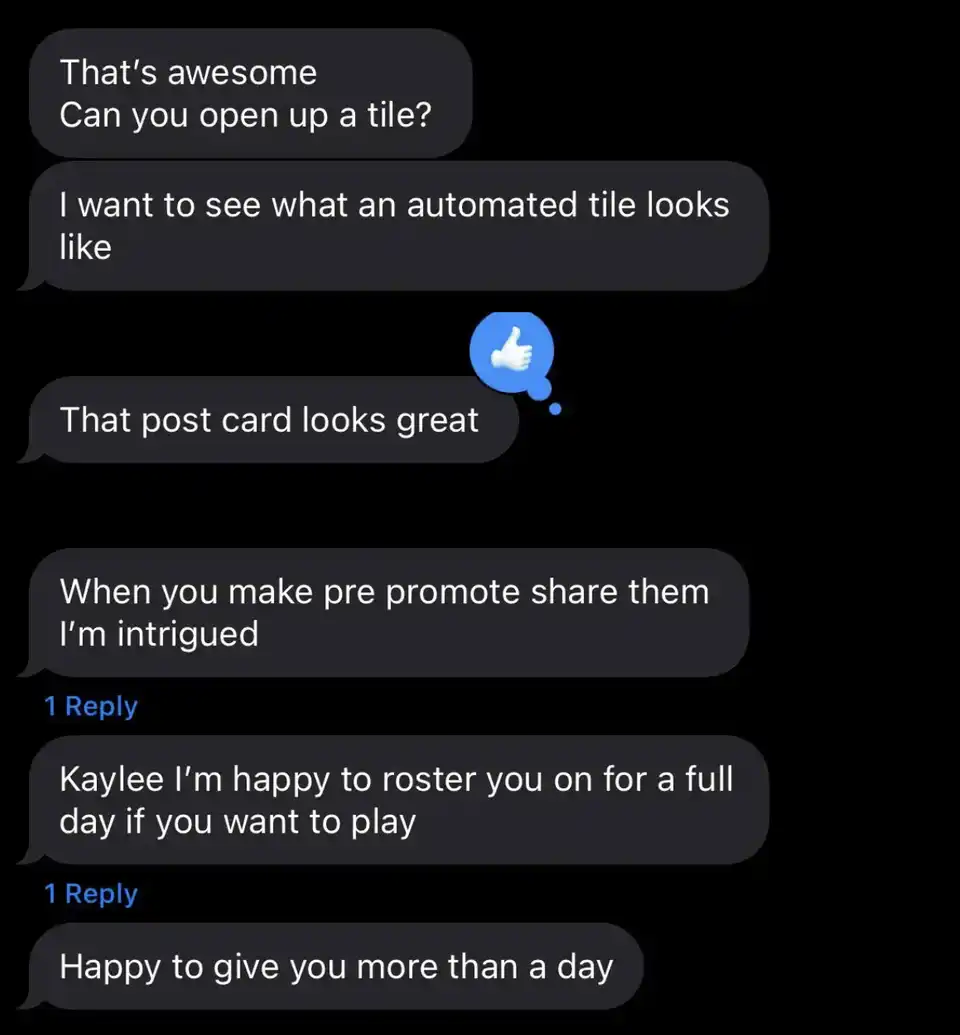 That’s awesome
Can you open up a tile?
I want to see what an automated tile looks
like
That post card looks great
When you make pre promote share them
I’m intrigued
1 Reply
Kaylee I’m happy to roster you on for a full
day if you want to play
1 Reply
Happy to give you more than a day